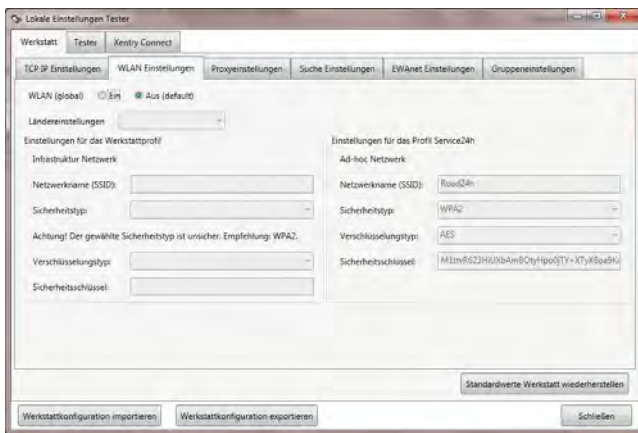 Lokale Einstellungen Tester
Werkstatt Tester Xentry Connect
TCP IP Einstellungen WLAN Einstellungen Proxyeinstellungen Suche Einstellungen EWAnet Einstellungen Gruppeneinstellungen
WLAN (global) Ein Aus (default)
Ländereinstellungen
Einstellungen für das Werkstattprofil
Infrastruktur Netzwerk
Netzwerkname (SSID):
Sicherheitstyp:
Achtung! Der gewählte Sicherheitstyp ist unsicher. Empfehlung: WPA2.
Verschlüsselungstyp:
Sicherheitsschlüssel:
Einstellungen für das Profil Service24h
Ad-hoc Netzwerk
Netzwerkname (SSID): Road24h
Sicherheitstyp: WPA2
Verschlüsselungstyp: AES
Sicherheitsschlüssel:
Standardwerte Werkstatt wiederherstellen
Werkstattkonfiguration importieren Werkstattkonfiguration exportieren Schließen